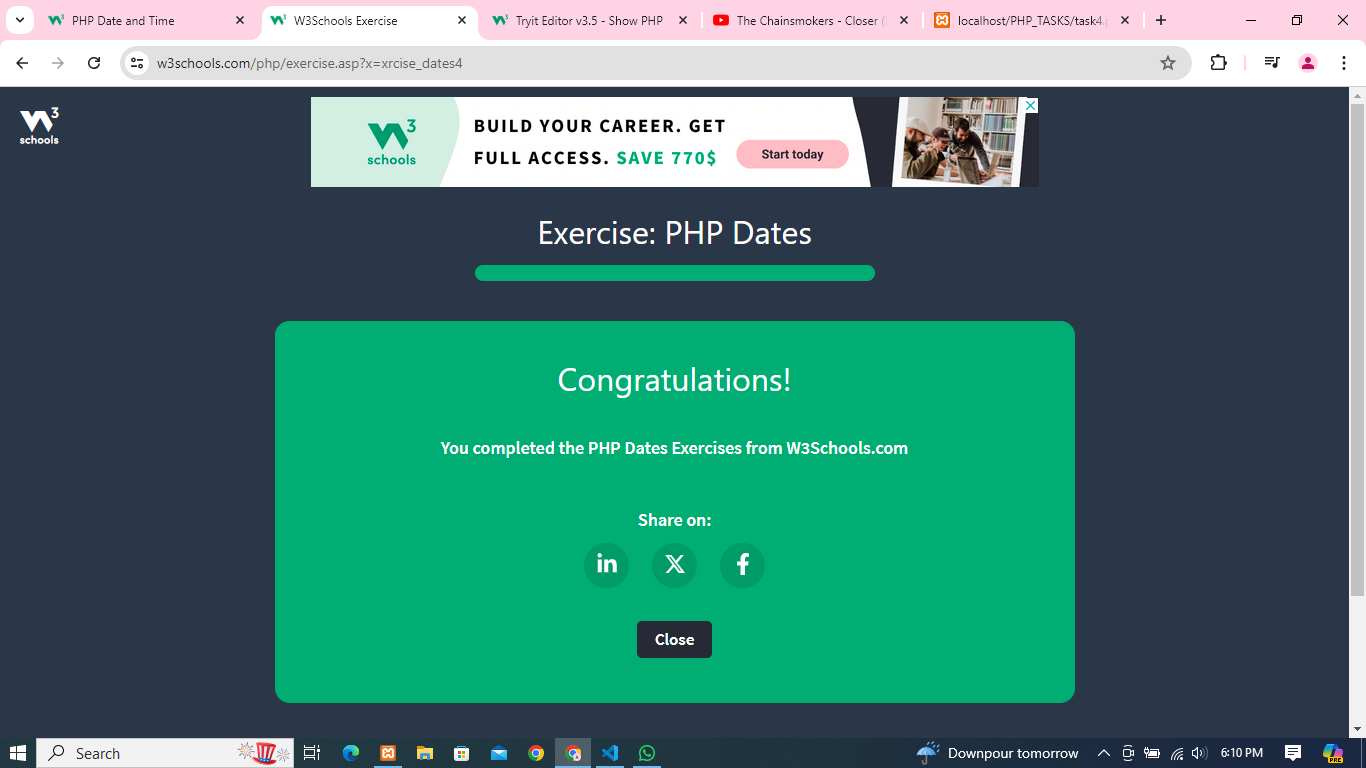 PHP Date and Time
W3Schools Exercise
Tryit Editor v3.5 - Show PHP
The Chainsmokers - Closer (
localhost/PHP_TASKS/task4.p
w3schools.com/php/exercise.asp?x=xrcise_dates4
3
schools
3
schools
BUILD YOUR CAREER. GET
FULL ACCESS. SAVE 770$
Start today
Exercise: PHP Dates
Congratulations!
You completed the PHP Dates Exercises from W3Schools.com
Share on:
in X f
Close
Search
Downpour tomorrow
6:10 PM
PRE